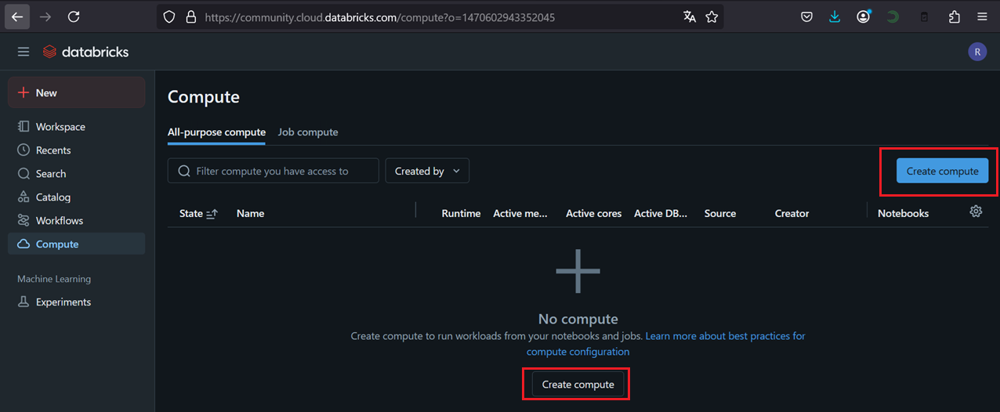 https://community.cloud.databricks.com/compute?o=1470602943352045
databricks
R
New
Workspace
Recents
Search
Catalog
Workflows
Compute
Machine Learning
Experiments
Compute
All-purpose compute Job compute
Filter compute you have access to Created by Create compute
State Name Runtime Active me... Active cores Active DB... Source Creator Notebooks
No compute
Create compute to run workloads from your notebooks and jobs. Learn more about best practices for
compute configuration
Create compute